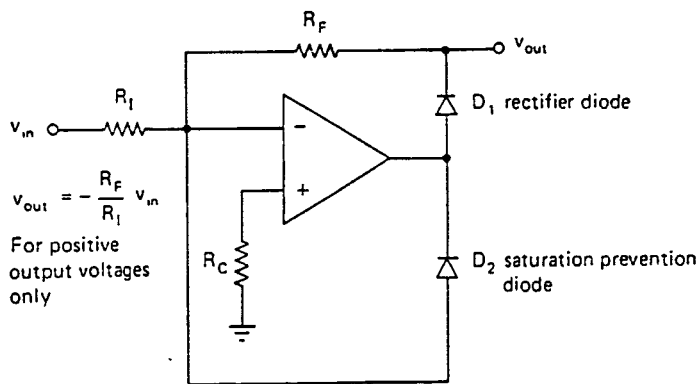 R_F
v_out
R_I
D_1 rectifier diode
v_in
−
v_out = − R_F/R_I v_in
+
For positive
output voltages
only
R_C
D_2 saturation prevention
diode